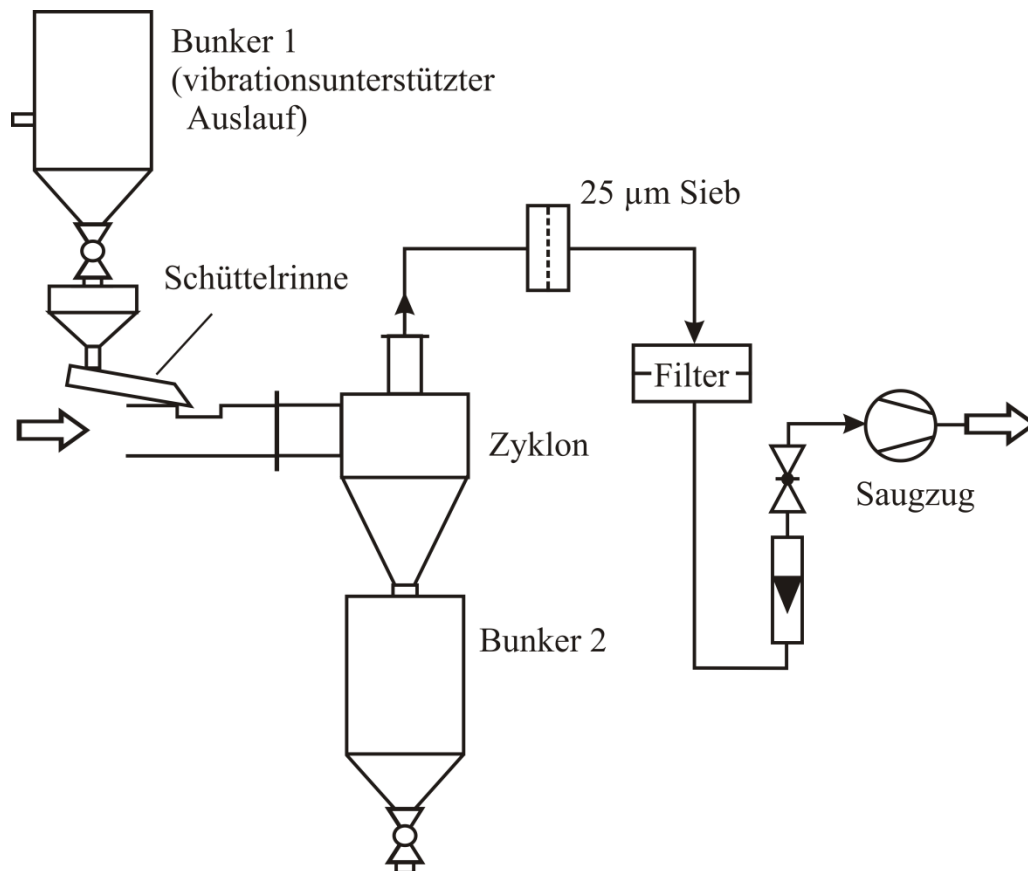 Bunker 1
(vibrationsunterstützter
Auslauf)
25 µm Sieb
Schüttelrinne
Filter
Zyklon
Saugzug
Bunker 2